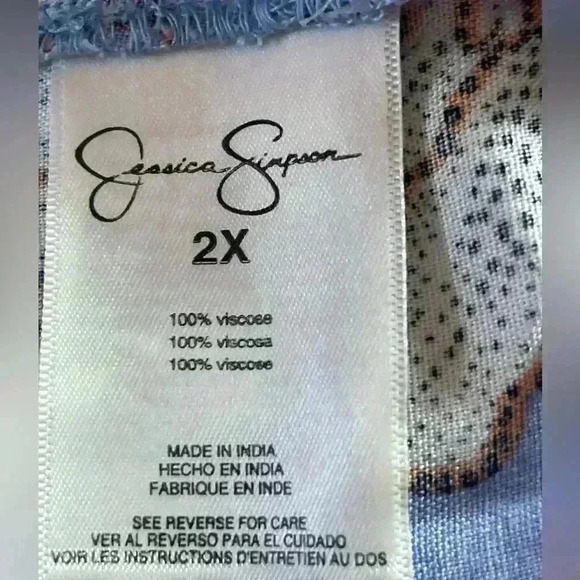 Jessica Simpson
2X
100% viscose
100% viscosa
100% viscose
MADE IN INDIA
HECHO EN INDIA
FABRIQUE EN INDE
SEE REVERSE FOR CARE
VER AL REVERSO PARA EL CUIDADO
VOIR LES INSTRUCTIONS D'ENTRETIEN AU DOS